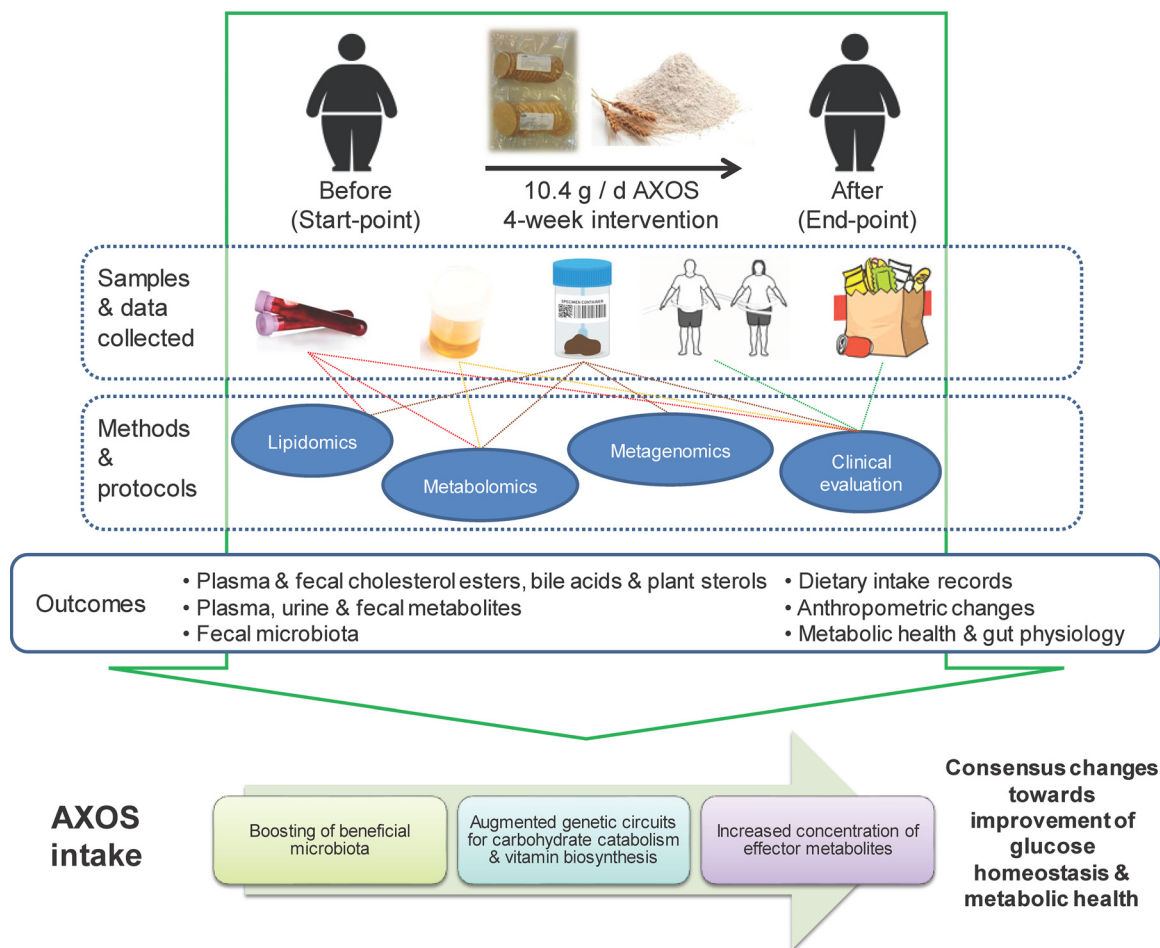 Before
(Start-point)
10.4 g / d AXOS
4-week intervention
After
(End-point)
Samples
& data
collected
SPECIMEN CONTAINER
Methods
&
protocols
Lipidomics
Metabolomics
Metagenomics
Clinical
evaluation
Outcomes
• Plasma & fecal cholesterol esters, bile acids & plant sterols
• Plasma, urine & fecal metabolites
• Fecal microbiota
• Dietary intake records
• Anthropometric changes
• Metabolic health & gut physiology
AXOS
intake
Boosting of beneficial
microbiota
Augmented genetic circuits
for carbohydrate catabolism
& vitamin biosynthesis
Increased concentration of
effector metabolites
Consensus changes
towards
improvement of
glucose
homeostasis &
metabolic health